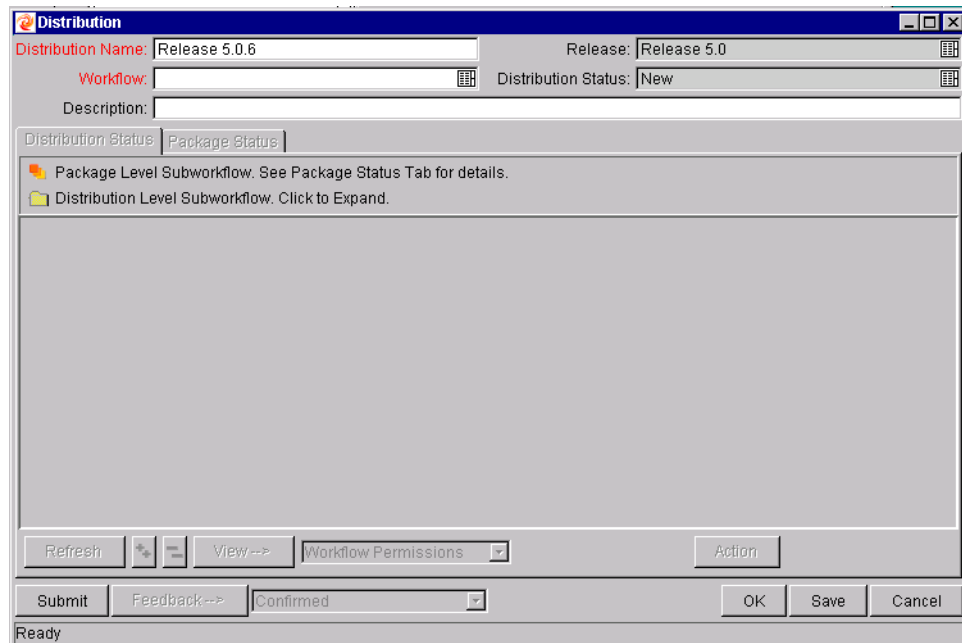 Distribution
Distribution Name: Release 5.0.6 Release: Release 5.0
Workflow: Distribution Status: New
Description:
Distribution Status Package Status
Package Level Subworkflow. See Package Status Tab for details.
Distribution Level Subworkflow. Click to Expand.
Refresh View --> Workflow Permissions Action
Submit Feedback --> Confirmed OK Save Cancel
Ready